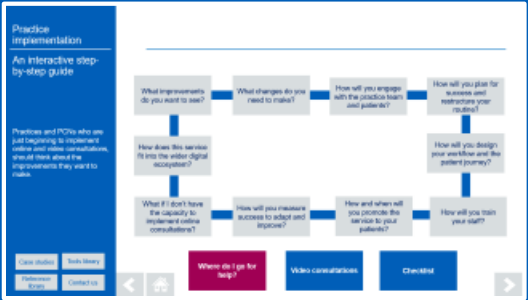 Practice
implementation
An interactive step-
by-step guide
Practices and PCNs who are
just beginning to implement
online and video consultations,
should think about the
improvements they want to
make.
Case studies
Tools library
Reference
library
Contact us
What improvements
do you want to see?
What changes do you
need to make?
How will you engage
with the practice team
and patients?
How will you plan for
success and
restructure your
routine?
How does this service
fit into the wider digital
ecosystem?
How will you design
your workflow and the
patient journey?
What if I don't have
the capacity to
implement online
consultations?
How will you measure
success to adapt and
improve?
How and when will
you promote the
service to your
patients?
How will you train
your staff?
Where do I go for
help?
Video consultations
Checklist